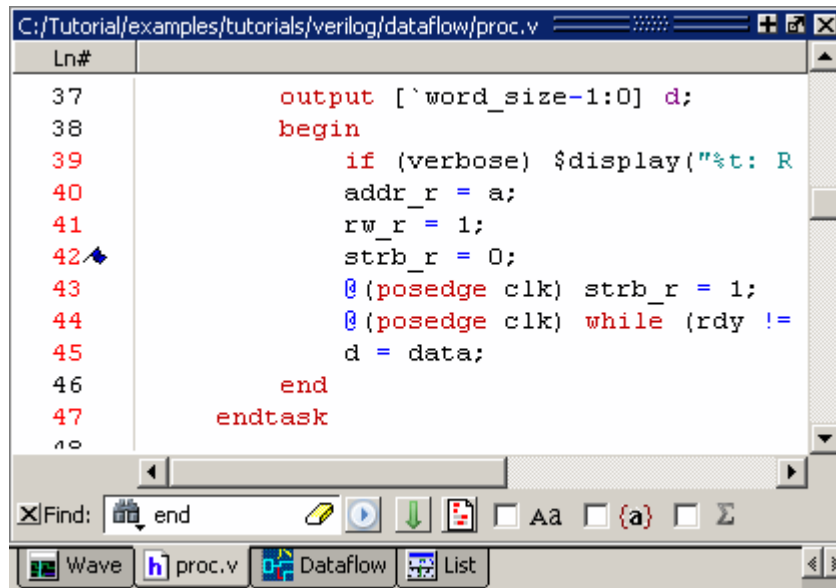 C:/Tutorial/examples/tutorials/verilog/dataflow/proc.v
Ln#
37 output [`word_size-1:0] d;
38 begin
39 if (verbose) $display("%t: R
40 addr_r = a;
41 rw_r = 1;
42 strb_r = 0;
43 @(posedge clk) strb_r = 1;
44 @(posedge clk) while (rdy !=
45 d = data;
46 end
47 endtask
Find: end Aa {a} Σ
Wave proc.v Dataflow List